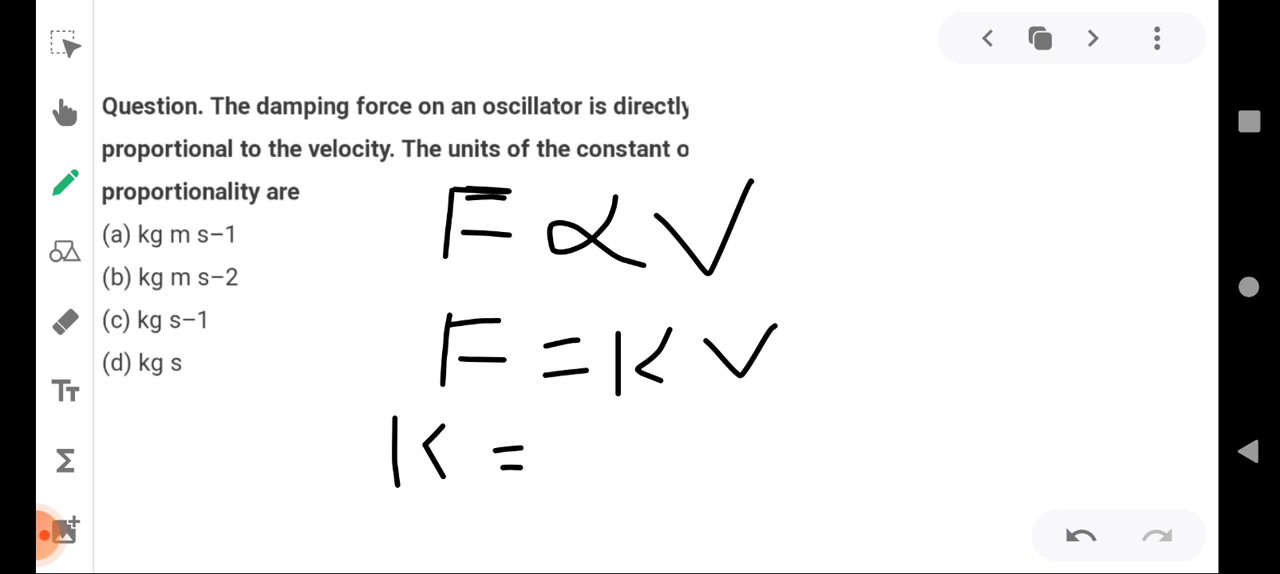 Question. The damping force on an oscillator is directly
proportional to the velocity. The units of the constant o
proportionality are
(a) kg m s−1
(b) kg m s−2
(c) kg s−1
(d) kg s
F α V
F = K V
K =